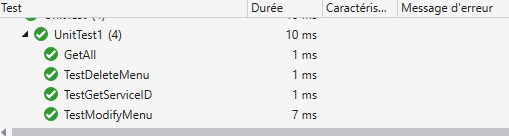 Test Durée Caractéris... Message d'erreur
UnitTest1 (4) 10 ms
GetAll 1 ms
TestDeleteMenu 1 ms
TestGetServiceID 1 ms
TestModifyMenu 7 ms